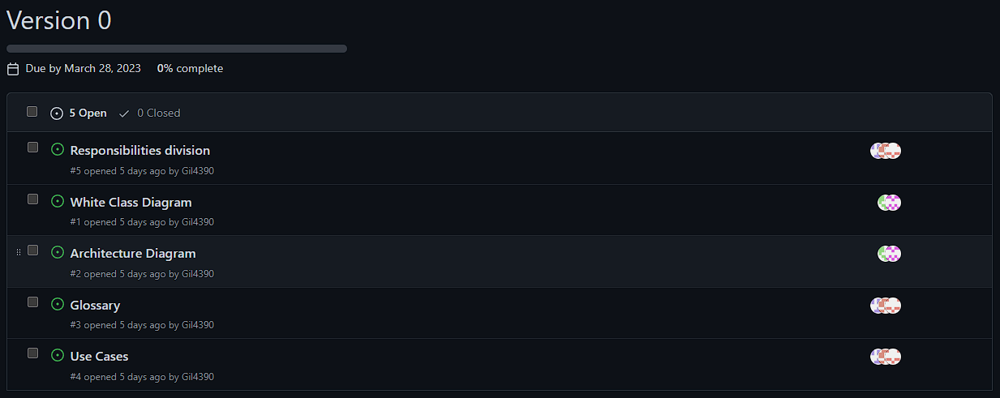 Version 0
Due by March 28, 2023 0% complete
5 Open 0 Closed
Responsibilities division
#5 opened 5 days ago by Gil4390
White Class Diagram
#1 opened 5 days ago by Gil4390
Architecture Diagram
#2 opened 5 days ago by Gil4390
Glossary
#3 opened 5 days ago by Gil4390
Use Cases
#4 opened 5 days ago by Gil4390